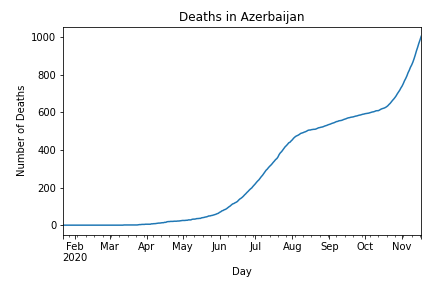 Deaths in Azerbaijan
Number of Deaths
1000
800
600
400
200
0
Feb Mar Apr May Jun Jul Aug Sep Oct Nov
2020
Day